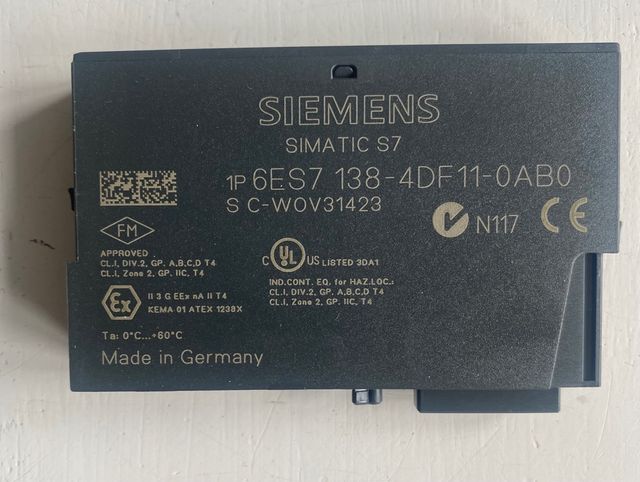 SIEMENS
SIMATIC S7
1P 6ES7 138-4DF11-0AB0
S C-W0V31423
N117
CE
FM
APPROVED
CL.I, DIV.2, GP. A,B,C,D T4
CL.I, Zone 2, GP. IIC, T4
C UL US LISTED 3DA1
IND.CONT. EQ. for HAZ.LOC.:
CL.I, DIV.2, GP. A,B,C,D T4
CL.I, Zone 2, GP. IIC, T4
Ex
II 3 G EEx nA II T4
KEMA 01 ATEX 1238X
Ta: 0°C...+60°C
Made in Germany